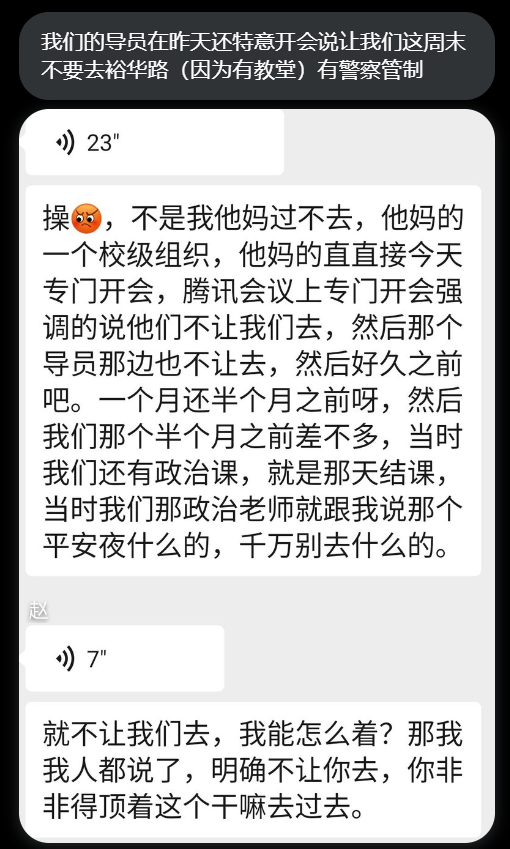 我们的导员在昨天还特意开会说让我们这周末
不要去裕华路（因为有教堂）有警察管制
23"
操😡，不是我他妈过不去，他妈的
一个校级组织，他妈的直直接今天
专门开会，腾讯会议上专门开会强
调的说他们不让我们去，然后那个
导员那边也不让去，然后好久之前
吧。一个月还半个月之前呀，然后
我们那个半个月之前差不多，当时
我们还有政治课，就是那天结课，
当时我们那政治老师就跟我说那个
平安夜什么的，千万别去什么的。
赵
7"
就不让我们去，我能怎么着？那我
我人都说了，明确不让你去，你非
非得顶着这个干嘛去过去。